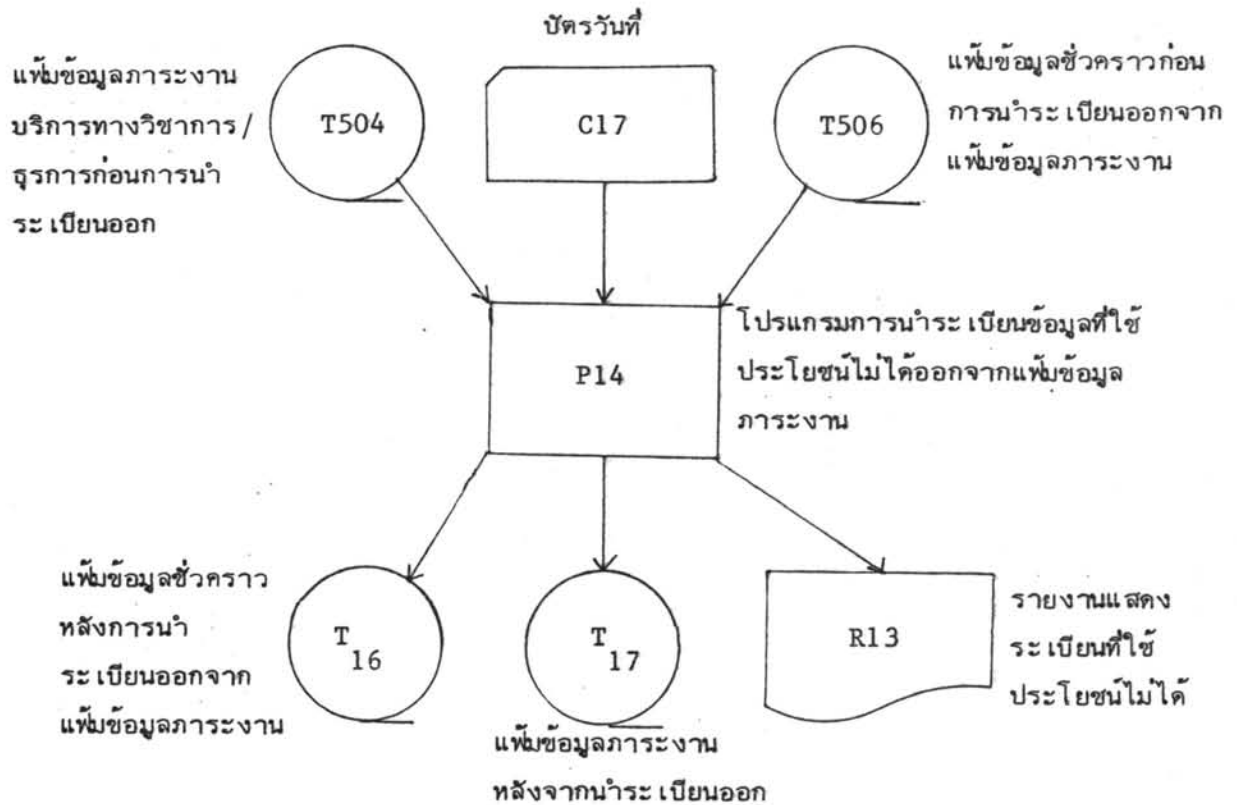 บัตรวันที่
แฟ้มข้อมูลภาระงาน
บริการทางวิชาการ/
ธุรการก่อนการนำ
ระเบียนออก
T504
C17
T506
แฟ้มข้อมูลชั่วคราวก่อน
การนำระเบียนออกจาก
แฟ้มข้อมูลภาระงาน
P14
โปรแกรมการนำระเบียนข้อมูลที่ใช้
ประโยชน์ไม่ได้ออกจากแฟ้มข้อมูล
ภาระงาน
แฟ้มข้อมูลชั่วคราว
หลังการนำ
ระเบียนออกจาก
แฟ้มข้อมูลภาระงาน
T
16
T
17
แฟ้มข้อมูลภาระงาน
หลังจากนำระเบียนออก
R13
รายงานแสดง
ระเบียนที่ใช้
ประโยชน์ไม่ได้